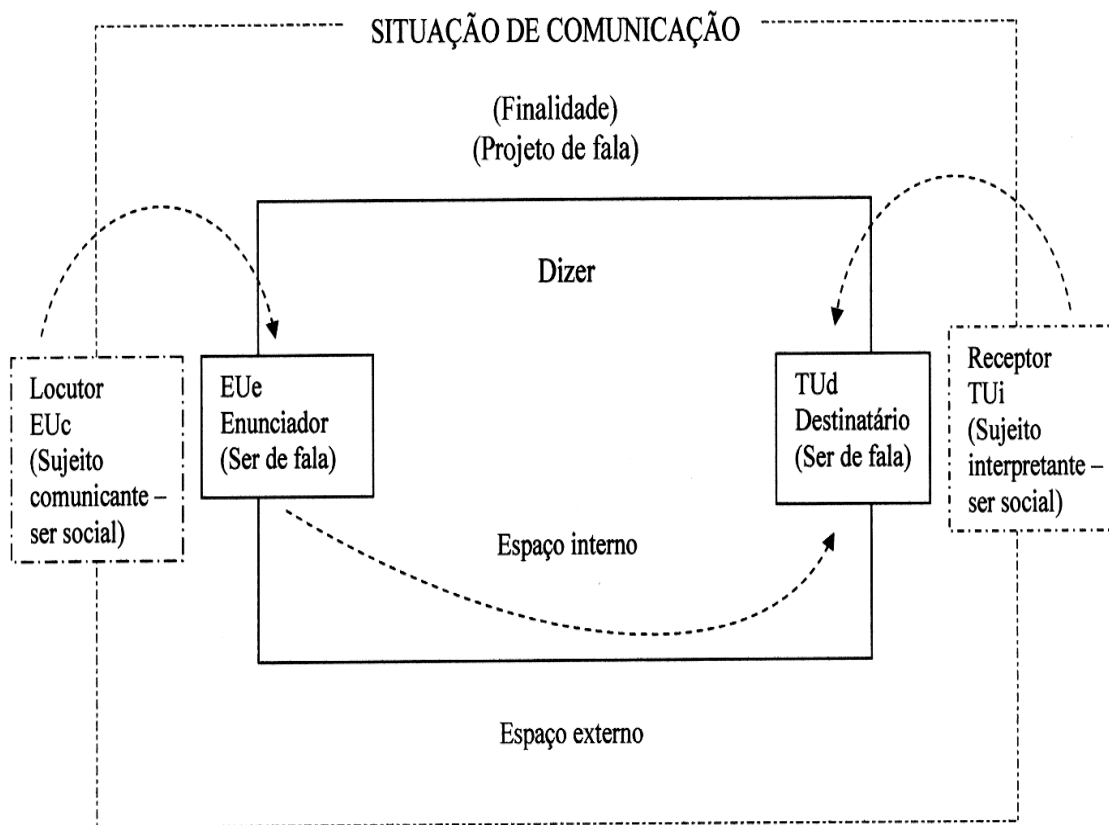 SITUAÇÃO DE COMUNICAÇÃO
(Finalidade)
(Projeto de fala)
Dizer
Locutor
EUc
(Sujeito
comunicante –
ser social)
EUe
Enunciador
(Ser de fala)
TUd
Destinatário
(Ser de fala)
Receptor
TUi
(Sujeito
interpretante –
ser social)
Espaço interno
Espaço externo